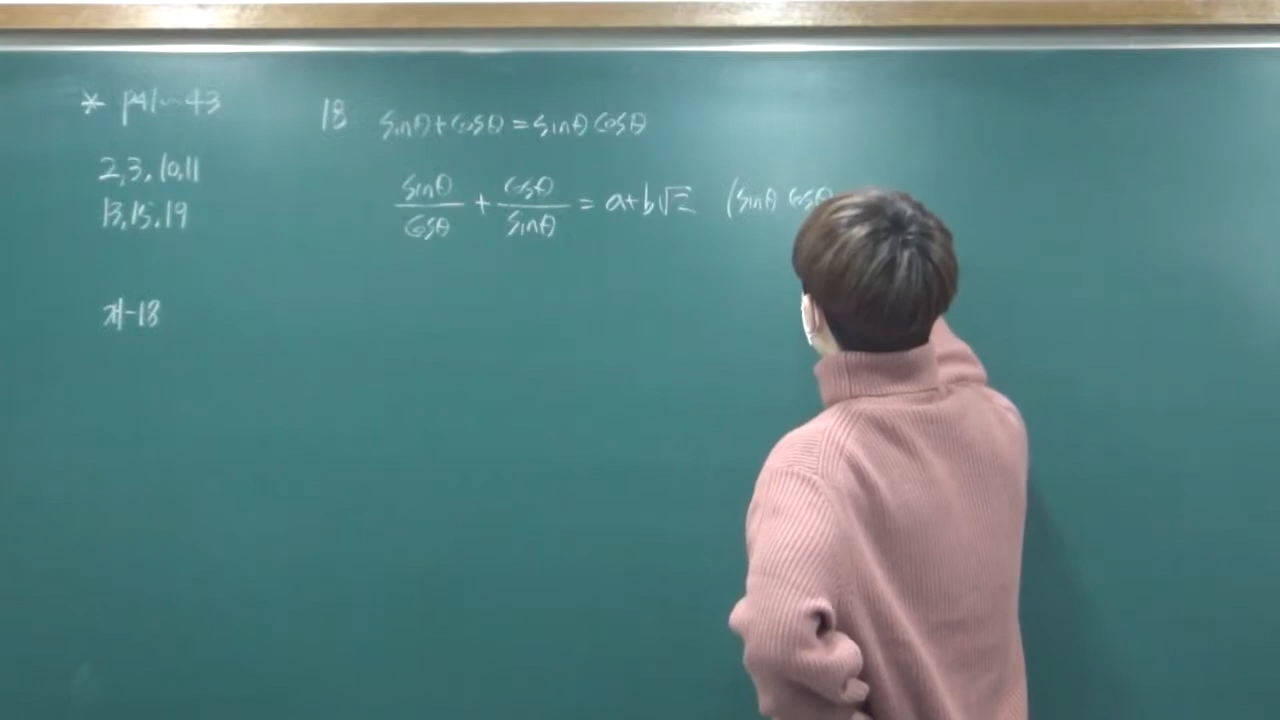 * p41~43
2, 3, 10, 11
13, 15, 19
자-18
18 sinθ+cosθ=sinθ cosθ
sinθ/cosθ + cosθ/sinθ = a+b√2 (sinθ cosθ